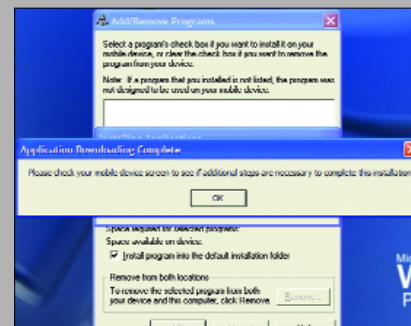 Add/Remove Programs
Select a program's check box if you want to install it on your
mobile device, or clear the check box if you want to remove the
program from your device.
Note: If a program that you installed is not listed, the program was
not designed to be used on your mobile device.
Installing Applications
Application Downloading Complete
Please check your mobile device screen to see if additional steps are necessary to complete this installation
OK
Space required for selected programs:
Space available on device:
Install program into the default installation folder
Remove from both locations
To remove the selected program from both
your device and this computer, click Remove.
Remove...